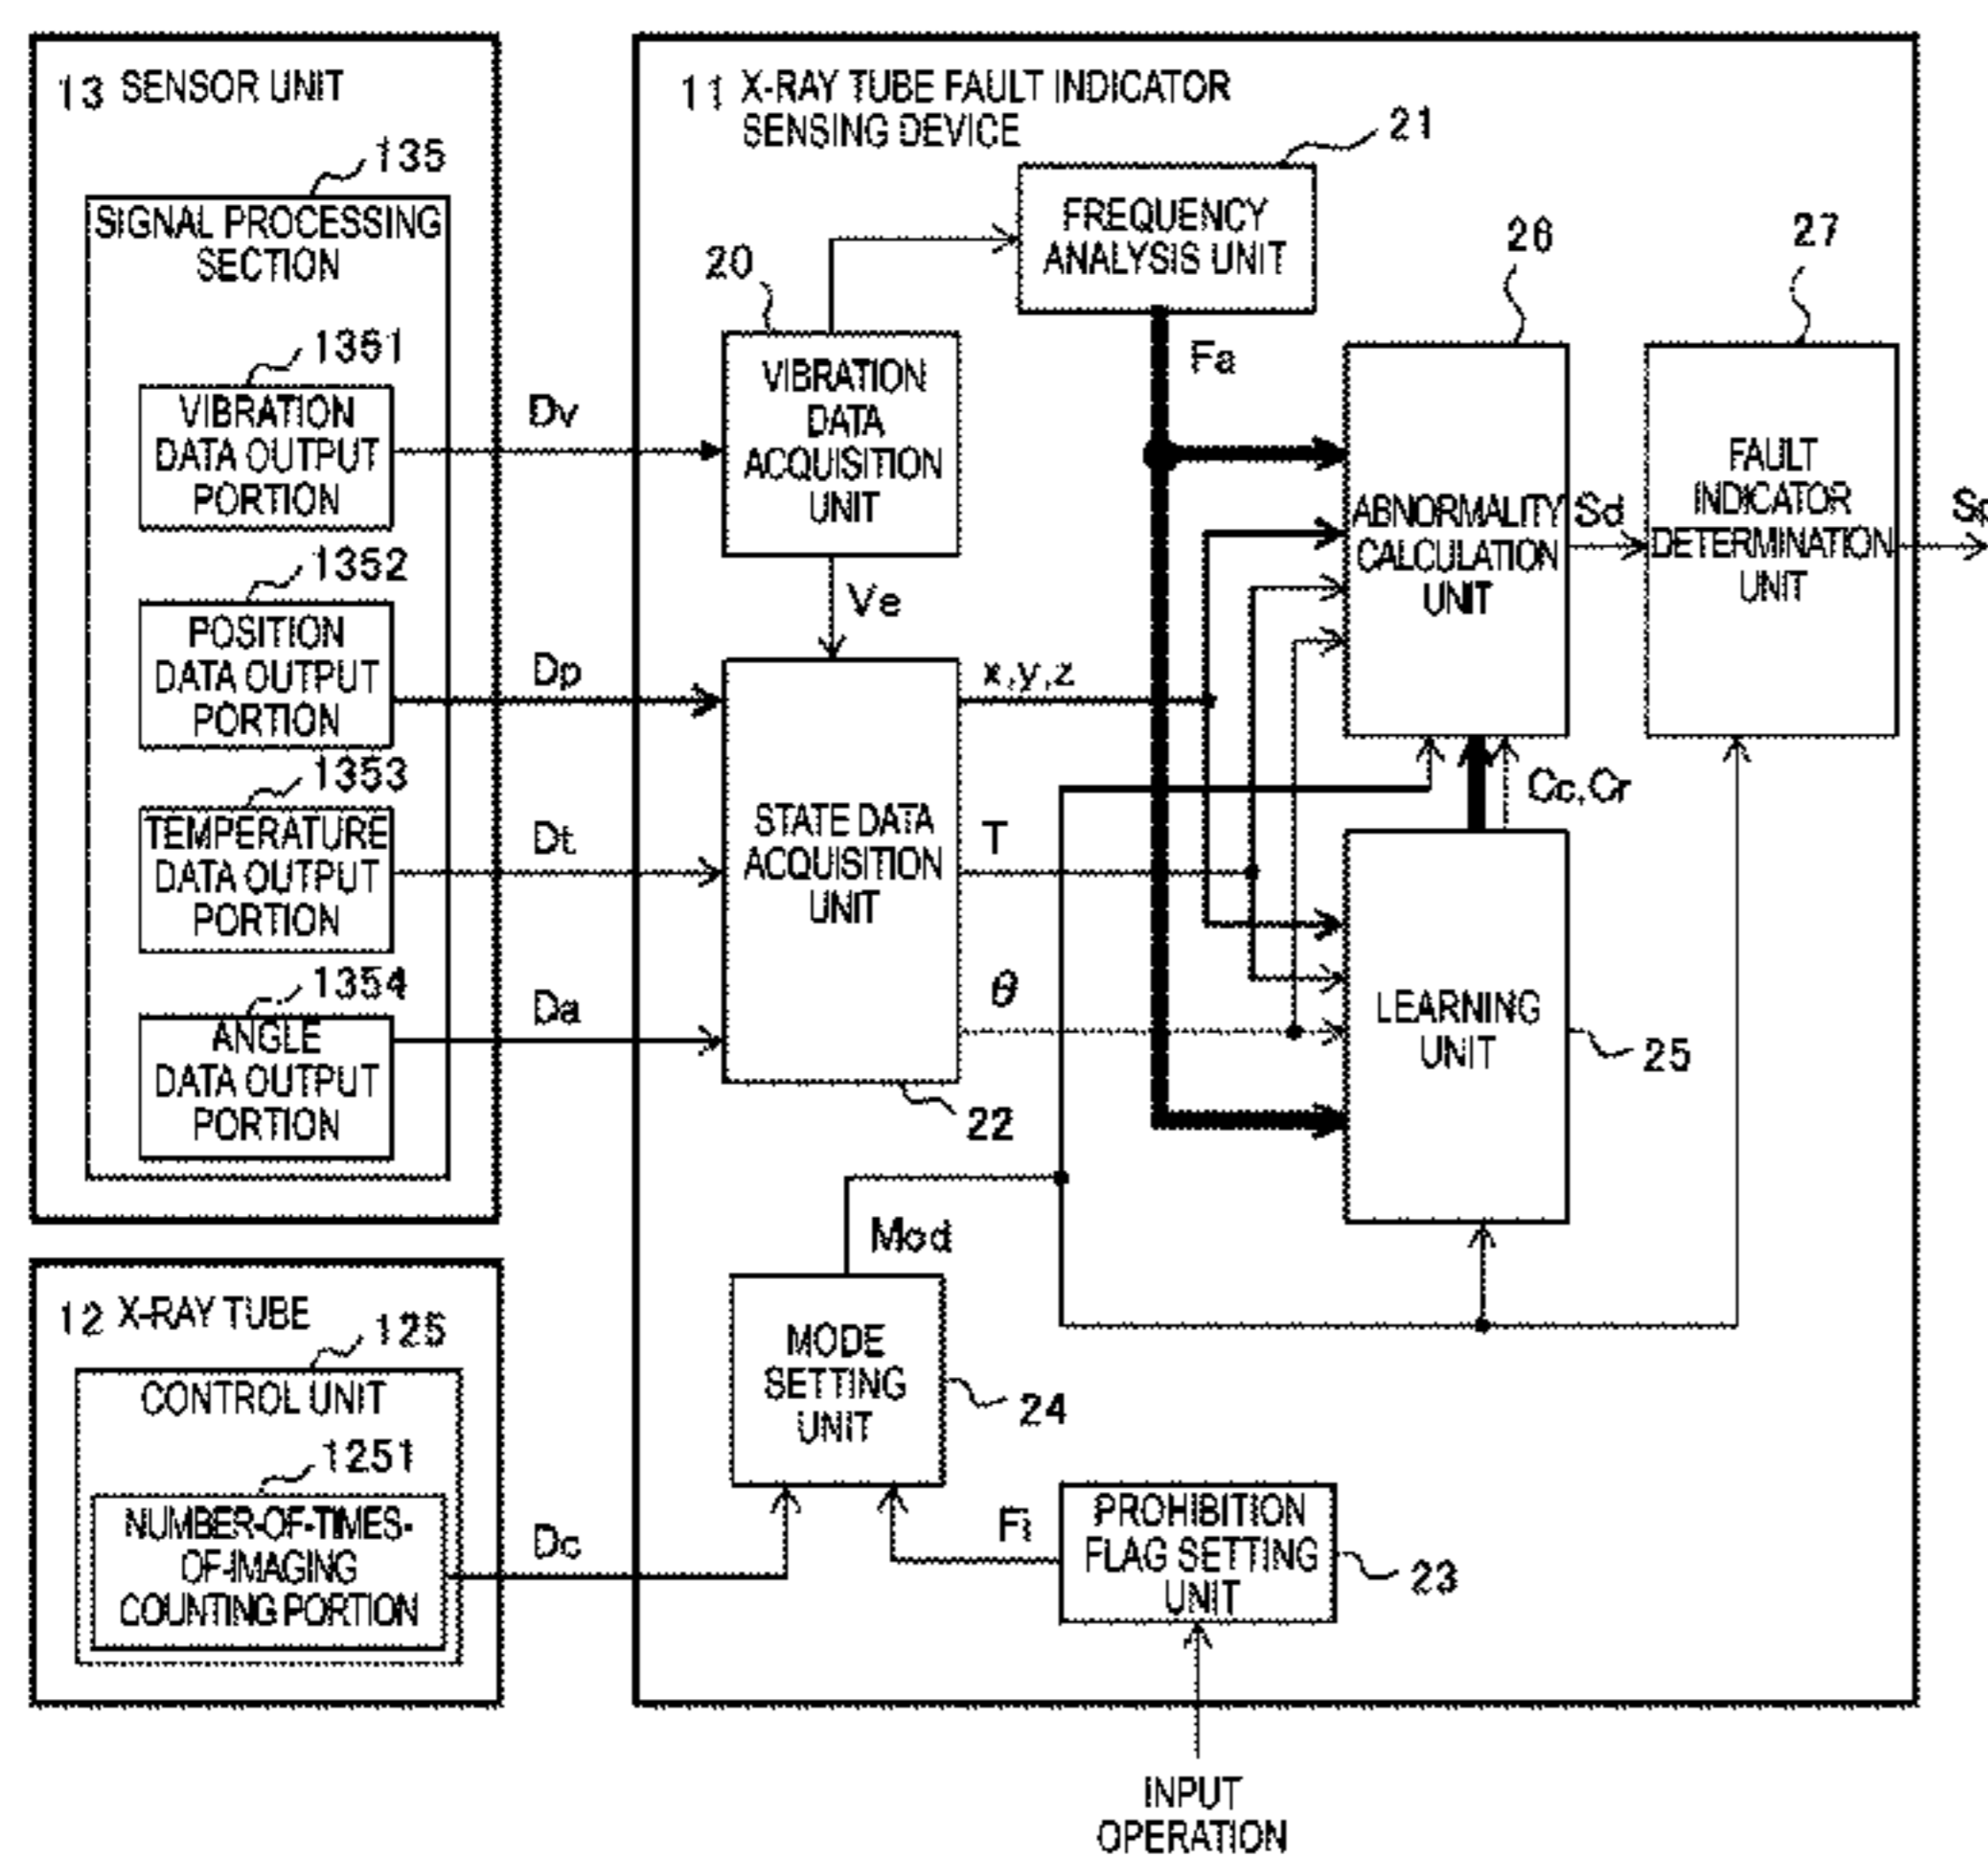 13 SENSOR UNIT
135
SIGNAL PROCESSING
SECTION
1351
VIBRATION
DATA OUTPUT
PORTION
1352
POSITION
DATA OUTPUT
PORTION
1353
TEMPERATURE
DATA OUTPUT
PORTION
1354
ANGLE
DATA OUTPUT
PORTION
Dv
Dp
Dt
Da
12 X-RAY TUBE
125
CONTROL UNIT
1251
NUMBER-OF-TIMES-
OF-IMAGING
COUNTING PORTION
Dc
11 X-RAY TUBE FAULT INDICATOR
SENSING DEVICE
21
FREQUENCY
ANALYSIS UNIT
20
VIBRATION
DATA
ACQUISITION
UNIT
Ve
Fa
STATE DATA
ACQUISITION
UNIT
22
x,y,z
T
θ
26
ABNORMALITY
CALCULATION
UNIT
Sd
27
FAULT
INDICATOR
DETERMINATION
UNIT
Cc,Cr
LEARNING
UNIT
25
Mod
MODE
SETTING
UNIT
24
Fi
PROHIBITION
FLAG SETTING
UNIT
23
INPUT
OPERATION